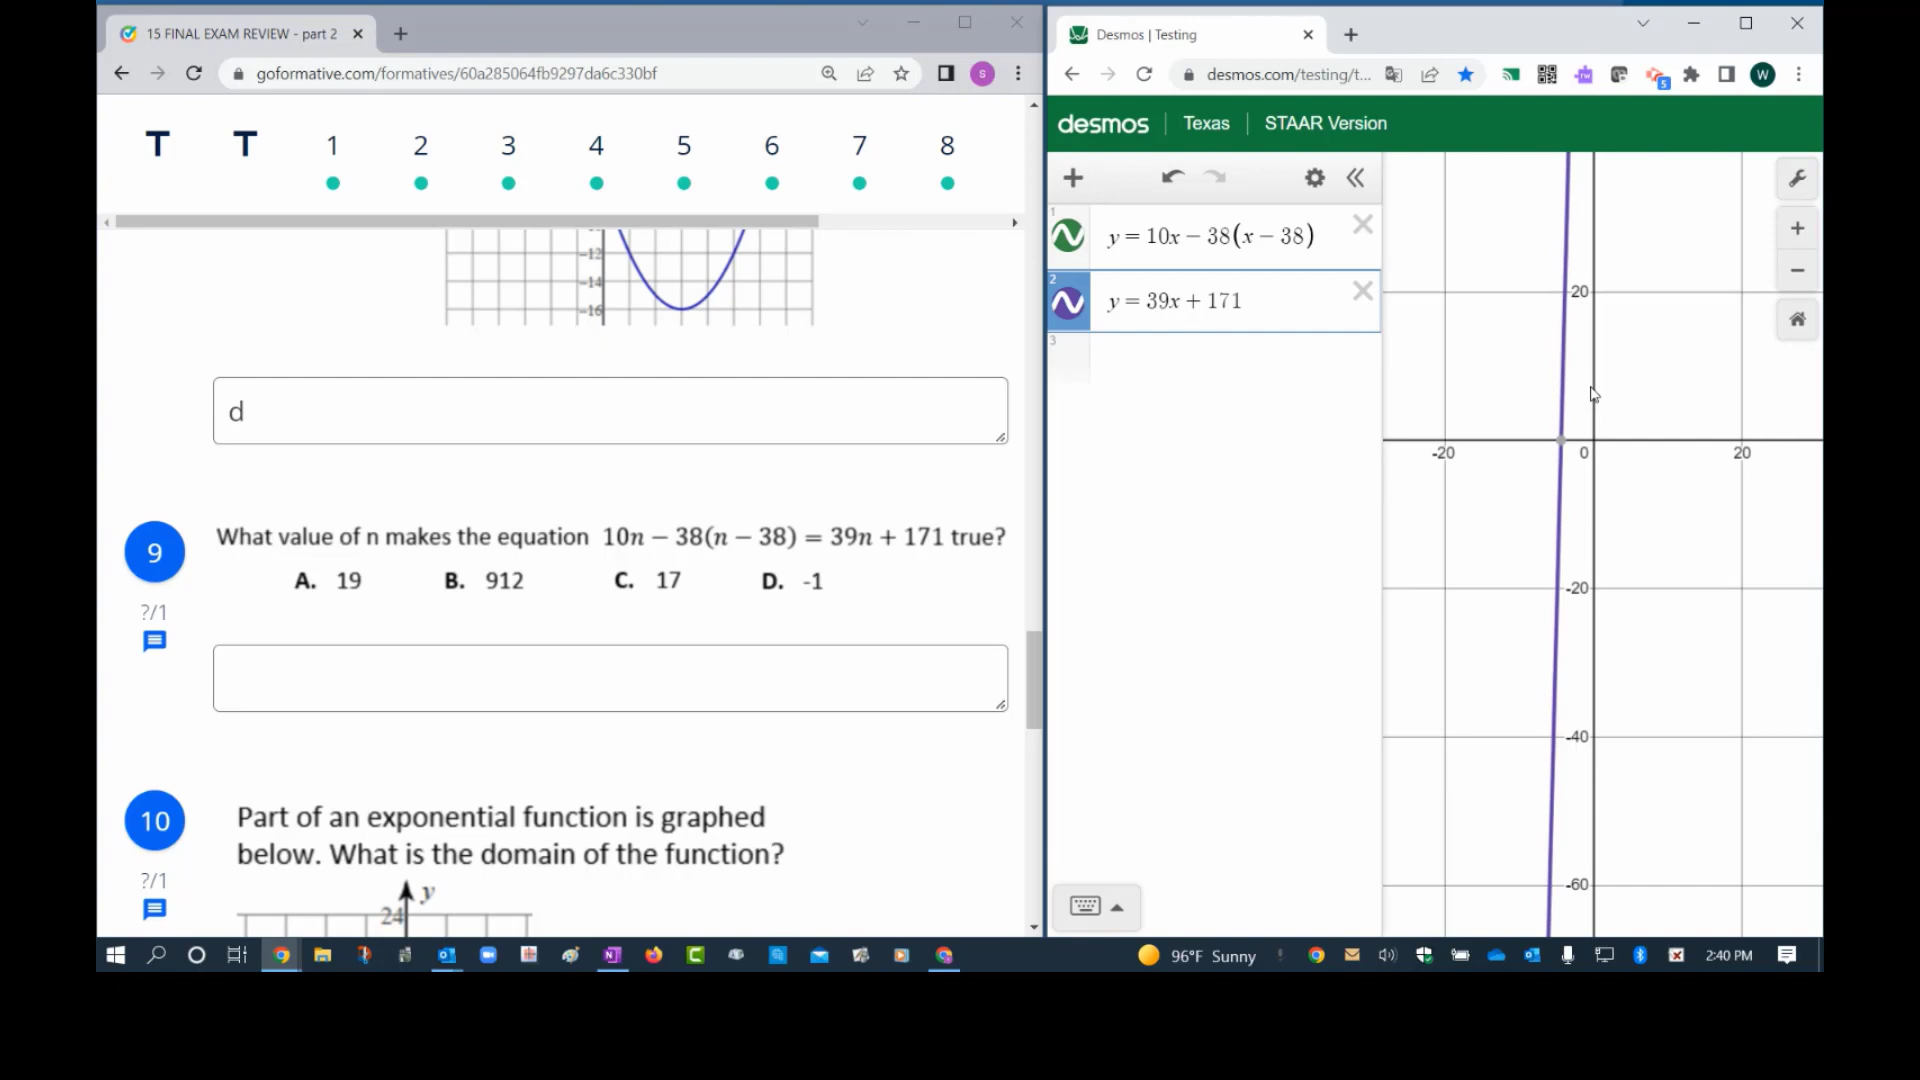 15 FINAL EXAM REVIEW - part 2
Desmos | Testing
goformative.com/formatives/60a285064fb9297da6c330bf
S
desmos.com/testing/t...
5
W
T T 1 2 3 4 5 6 7 8
desmos Texas STAAR Version
1
y = 10x − 38(x − 38)
2
y = 39x + 171
3
−12
−14
−16
d
9
?/1
What value of n makes the equation 10n − 38(n − 38) = 39n + 171 true?
A. 19 B. 912 C. 17 D. -1
10
?/1
Part of an exponential function is graphed
below. What is the domain of the function?
y
24
20
-20 0 20
-20
-40
-60
96°F Sunny
2:40 PM